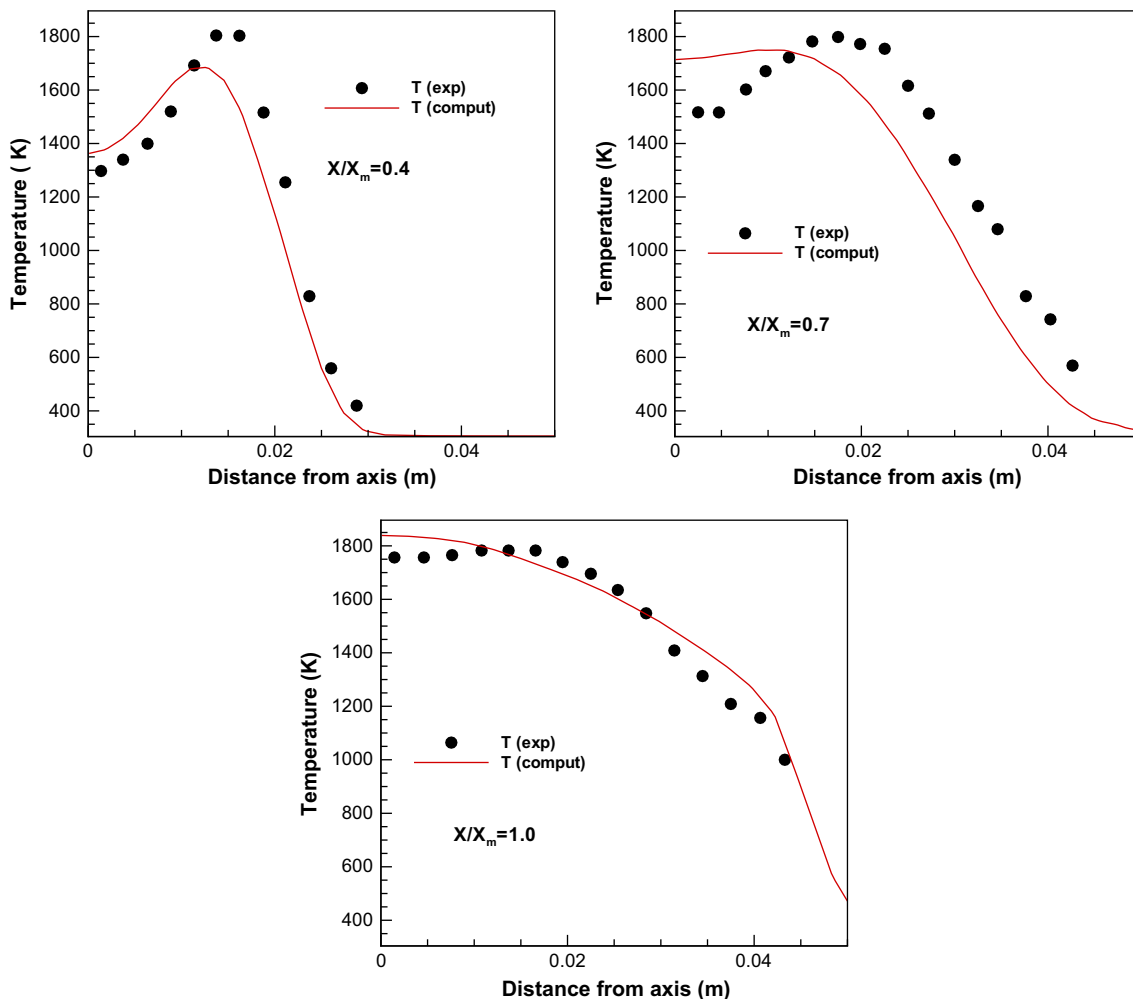 1800
1600
1400
1200
1000
800
600
400
Temperature ( K)
T (exp)
T (comput)
X/Xm=0.4
0
0.02
0.04
Distance from axis (m)
1800
1600
1400
1200
1000
800
600
400
Temperature (K)
T (exp)
T (comput)
X/Xm=0.7
0
0.02
0.04
Distance from axis (m)
1800
1600
1400
1200
1000
800
600
400
Temperature (K)
T (exp)
T (comput)
X/Xm=1.0
0
0.02
0.04
Distance from axis (m)